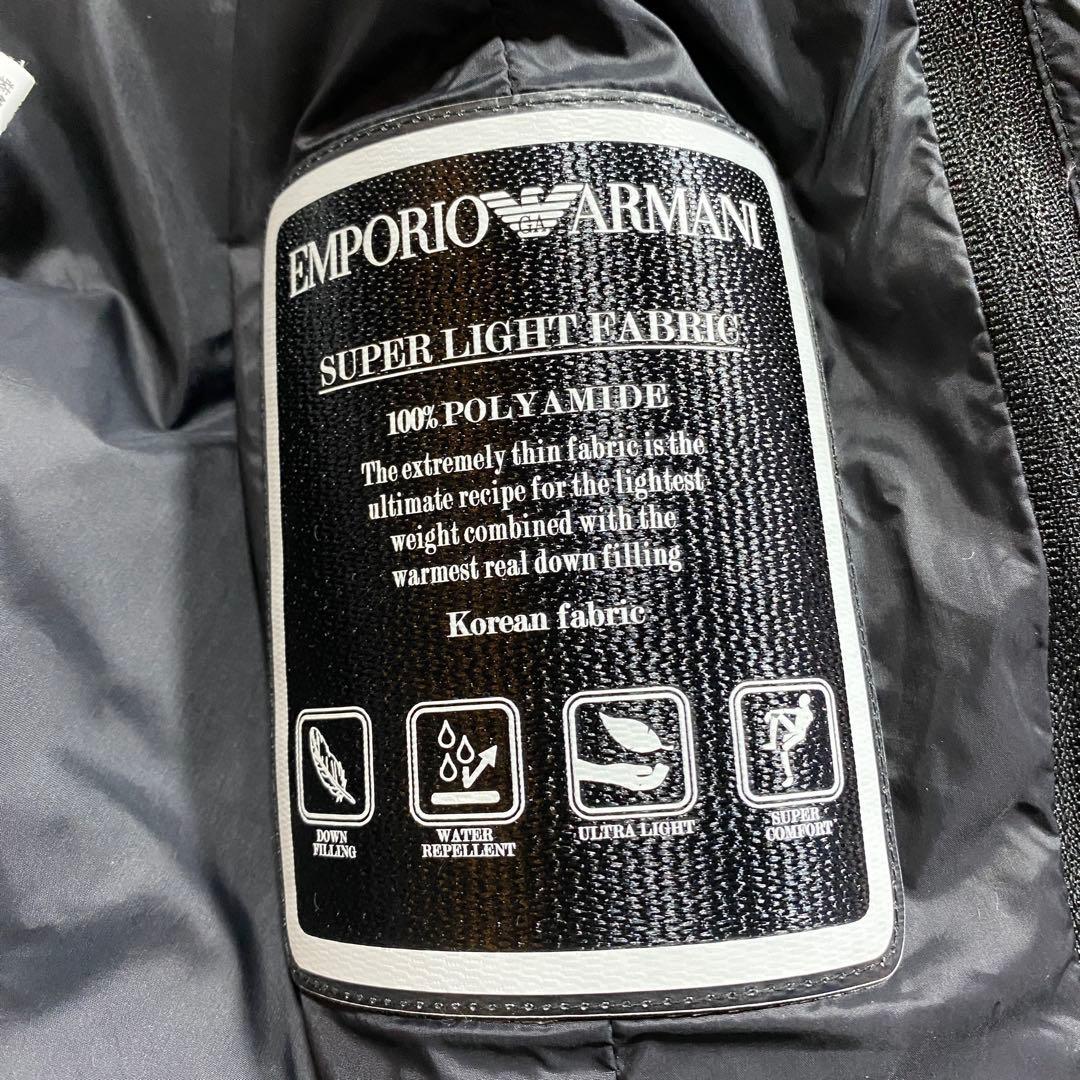 EMPORIO GA ARMANI
SUPER LIGHT FABRIC
100% POLYAMIDE
The extremely thin fabric is the
ultimate recipe for the lightest
weight combined with the
warmest real down filling
Korean fabric
DOWN
FILLING
WATER
REPELLENT
ULTRA LIGHT
SUPER
COMFORT